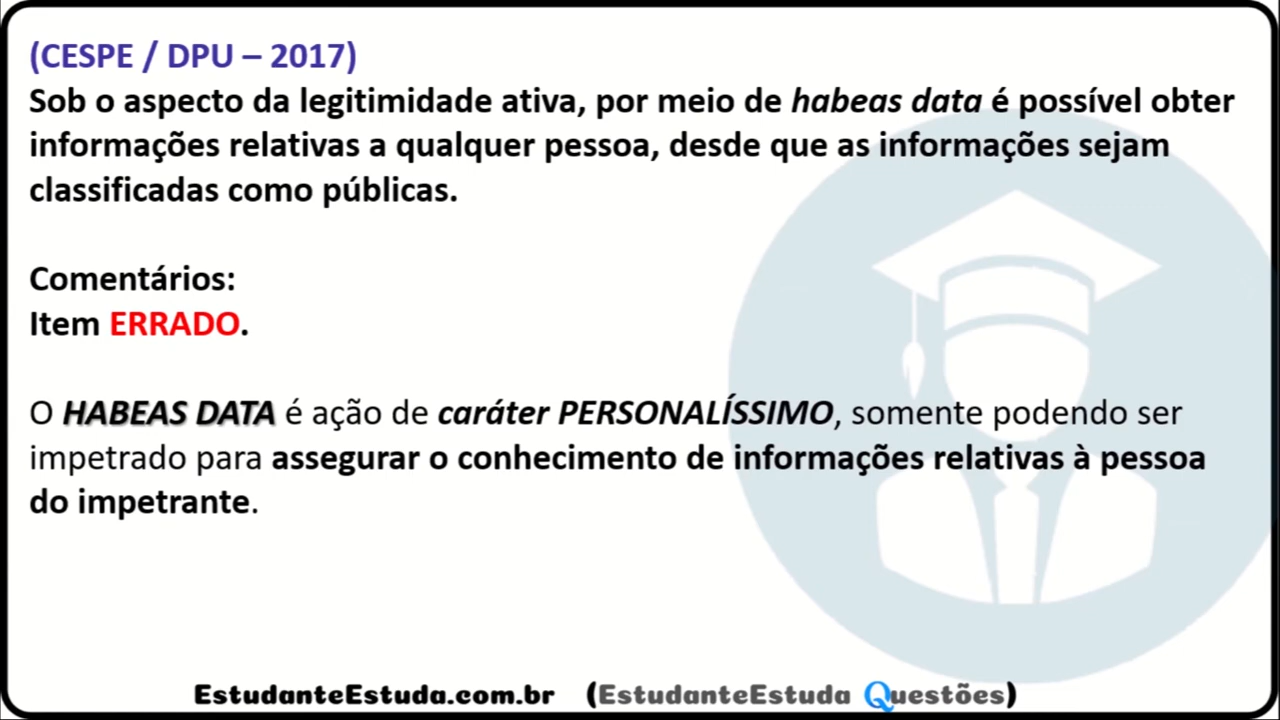 (CESPE / DPU – 2017)
Sob o aspecto da legitimidade ativa, por meio de habeas data é possível obter
informações relativas a qualquer pessoa, desde que as informações sejam
classificadas como públicas.
Comentários:
Item ERRADO.
O HABEAS DATA é ação de caráter PERSONALÍSSIMO, somente podendo ser
impetrado para assegurar o conhecimento de informações relativas à pessoa
do impetrante.
EstudanteEstuda.com.br (EstudanteEstuda Questões)